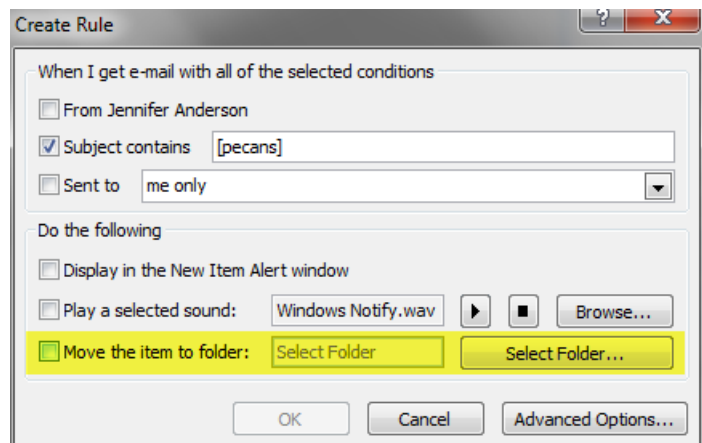 Create Rule
When I get e-mail with all of the selected conditions
From Jennifer Anderson
Subject contains [pecans]
Sent to me only
Do the following
Display in the New Item Alert window
Play a selected sound: Windows Notify.wav Browse...
Move the item to folder: Select Folder Select Folder...
OK Cancel Advanced Options...